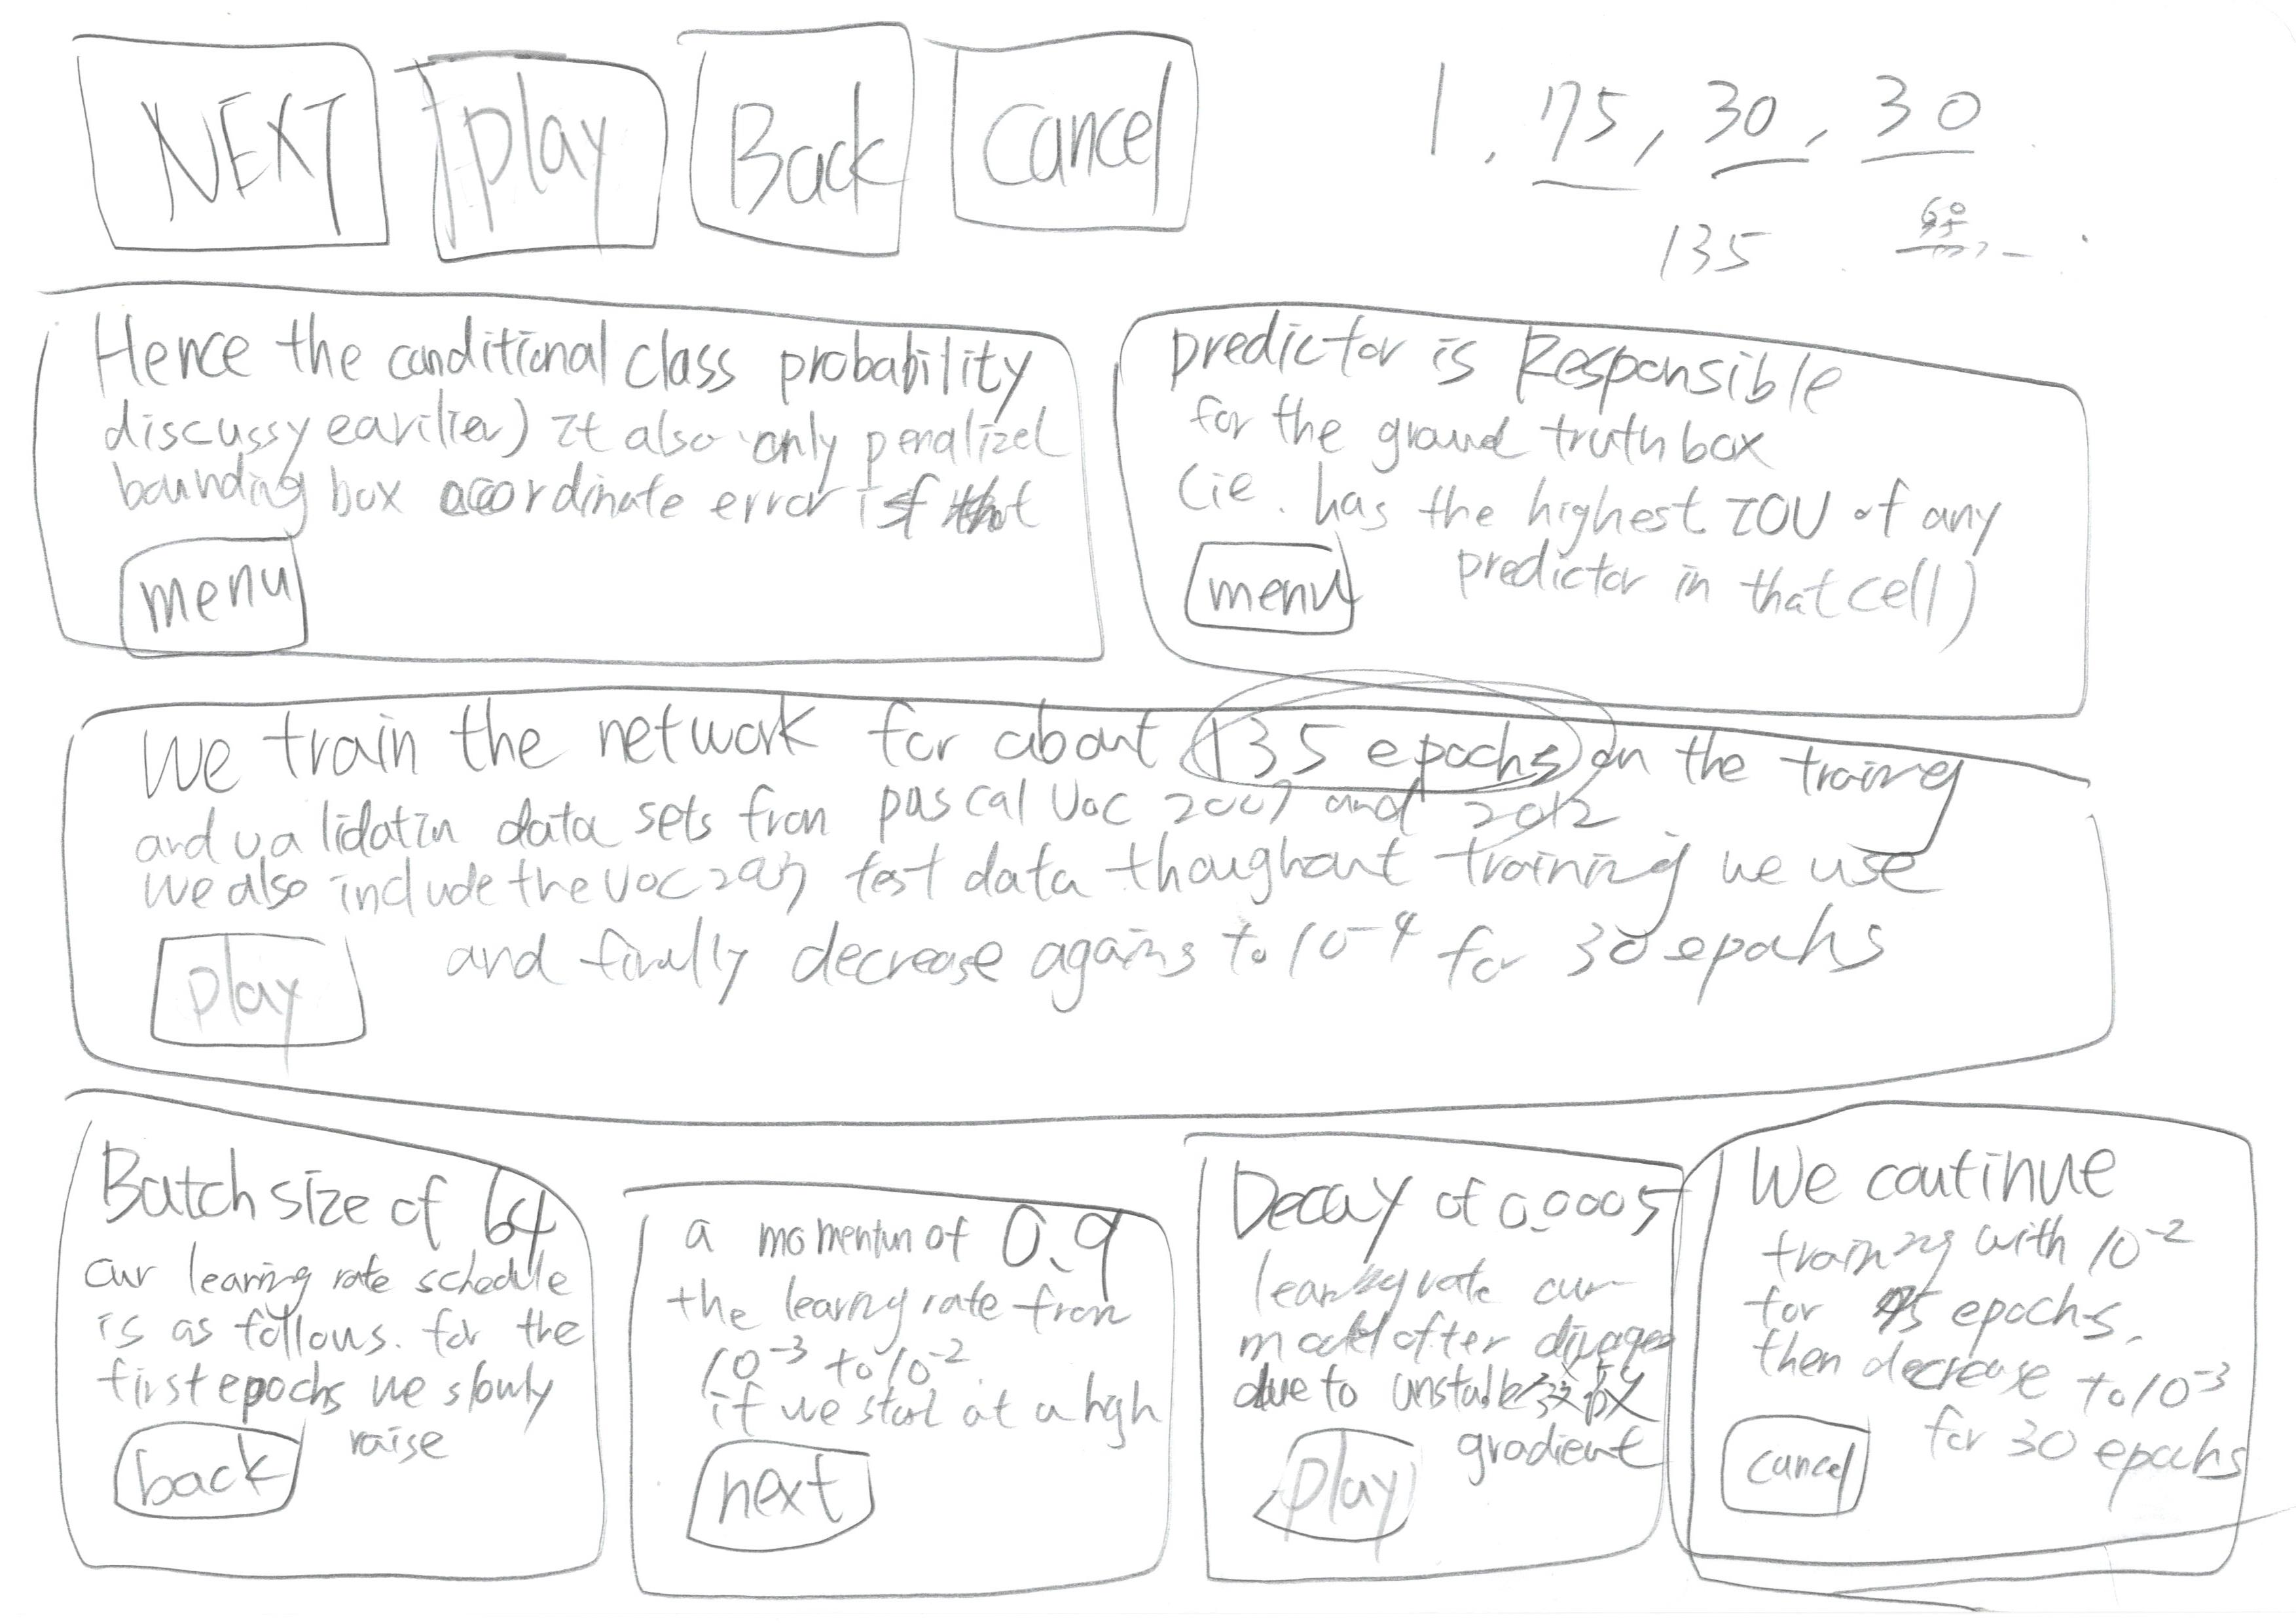 NEXT play Back Cancel
1, 75, 30, 30
135
Hence the conditional class probability
discussy earilier) It also only penalizel
bounding box coordinate error if that
menu
predictor is Responsible
for the ground truth box
(ie. has the highest IOU of any
predictor in that cell)
menu
We train the network for about 135 epochs on the training
and validatin data sets from pascal VOC 2007 and 2012
we also include the VOC 2007 test data thoughout training we use
and finally decrease agains to 10-4 for 30 epochs
play
Batch size of 64
our learing rate schedule
is as follows. for the
first epochs we slowly
raise
back
a momentum of 0.9
the learing rate from
10-3 to 10-2.
if we start at a high
next
Decay of 0.0005
learning rate our
model often
due to unstable
gradient
play
We continue
training with 10-2
for 75 epochs.
then decrease to 10-3
for 30 epochs
cancel